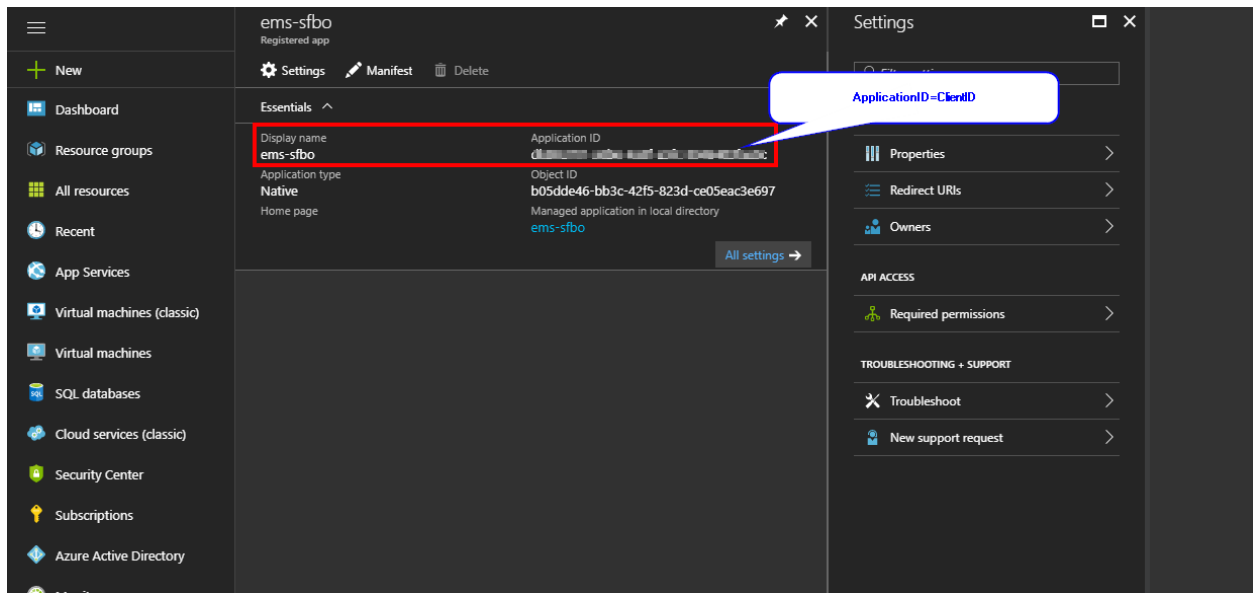 New
Dashboard
Resource groups
All resources
Recent
App Services
Virtual machines (classic)
Virtual machines
SQL databases
Cloud services (classic)
Security Center
Subscriptions
Azure Active Directory
ems-sfbo
Registered app
Settings Manifest Delete
Essentials
Display name
ems-sfbo
Application ID
Application type
Native
Object ID
b05dde46-bb3c-42f5-823d-ce05eac3e697
Home page
Managed application in local directory
ems-sfbo
All settings
ApplicationID=ClientID
Settings
Properties
Redirect URIs
Owners
API ACCESS
Required permissions
TROUBLESHOOTING + SUPPORT
Troubleshoot
New support request